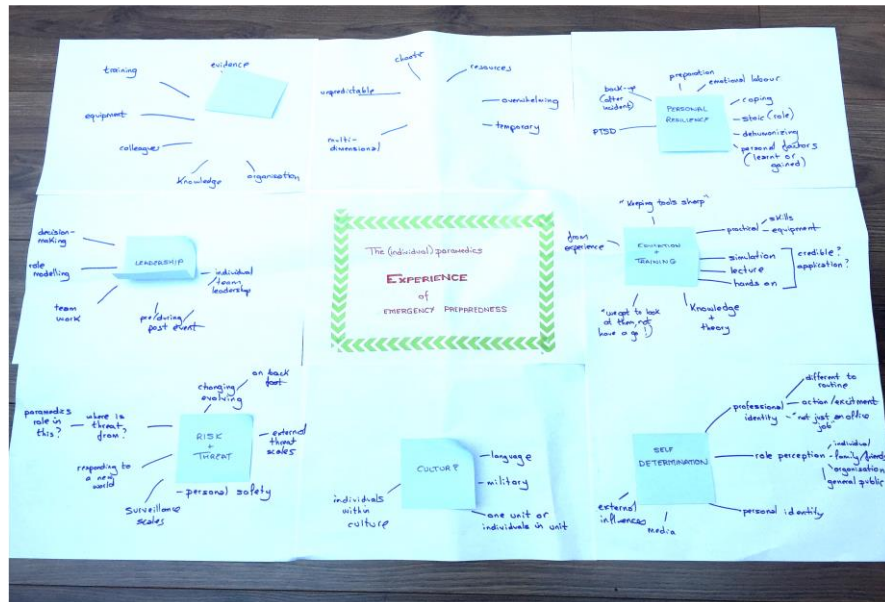 training
evidence
equipment
colleagues
Knowledge
organisation
chaotic
resources
unpredictable
overwhelming
temporary
multi-
dimensional
preparation
emotional labour
back-up
(after
incident)
PERSONAL
RESILIENCE
coping
stoic (role)
PTSD
dehumanizing
personal factors
(learnt or
gained)
decision-
making
LEADERSHIP
role modelling
individual
team
leadership
team
work
pre/during/
post event
The (individual) paramedics
EXPERIENCE
of
EMERGENCY PREPAREDNESS
"Keeping tools sharp"
from
experience
practical
skills
equipment
EDUCATION
+
TRAINING
simulation
lecture
hands on
credible?
application?
at them, not
have a go!)
Knowledge
+
theory
on back
foot
changing
evolving
paramedics
role in
this?
where is
threat
from?
RISK
+
THREAT
external
threat
scales
responding to
a new
world
personal safety
Surveillance
scales
CULTURE
language
military
individuals
within
culture
one unit or
individuals in unit
different to
routine
professional
identity
action/excitment
"not just an office
job"
SELF
DETERMINATION
role perception
individual
family/friends
organisation
general public
external
influences
Media
personal identity